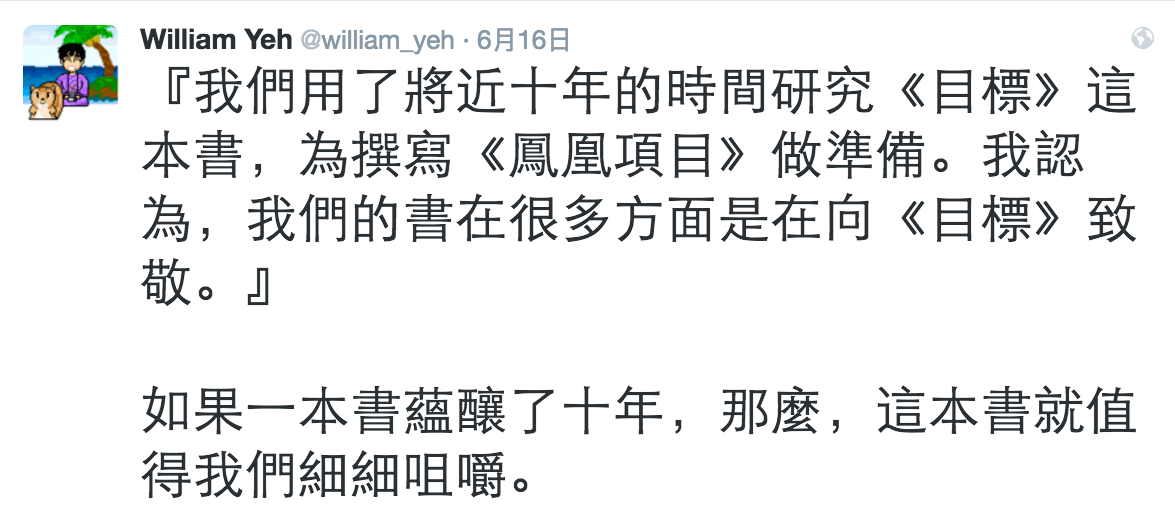 William Yeh @william_yeh · 6月16日
『我們用了將近十年的時間研究《目標》這
本書，為撰寫《鳳凰項目》做準備。我認
為，我們的書在很多方面是在向《目標》致
敬。』
如果一本書蘊釀了十年，那麼，這本書就值
得我們細細咀嚼。